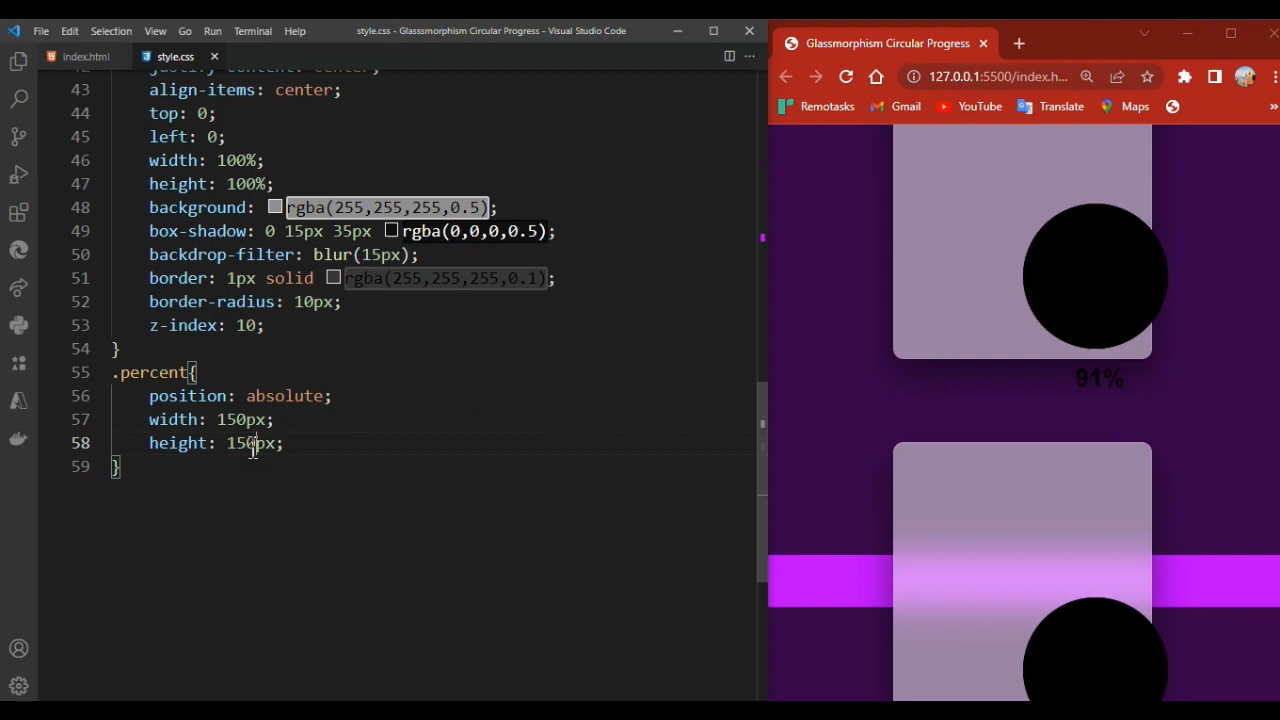 File Edit Selection View Go Run Terminal Help
style.css - Glasssmorphism Circular Progress - Visual Studio Code
index.html
style.css
43 align-items: center;
44 top: 0;
45 left: 0;
46 width: 100%;
47 height: 100%;
48 background: rgba(255,255,255,0.5);
49 box-shadow: 0 15px 35px rgba(0,0,0,0.5);
50 backdrop-filter: blur(15px);
51 border: 1px solid rgba(255,255,255,0.1);
52 border-radius: 10px;
53 z-index: 10;
54 }
55 .percent{
56 position: absolute;
57 width: 150px;
58 height: 150px;
59 }
Glassmorphism Circular Progress
127.0.0.1:5500/index.h...
Remotasks Gmail YouTube Translate Maps »
91%